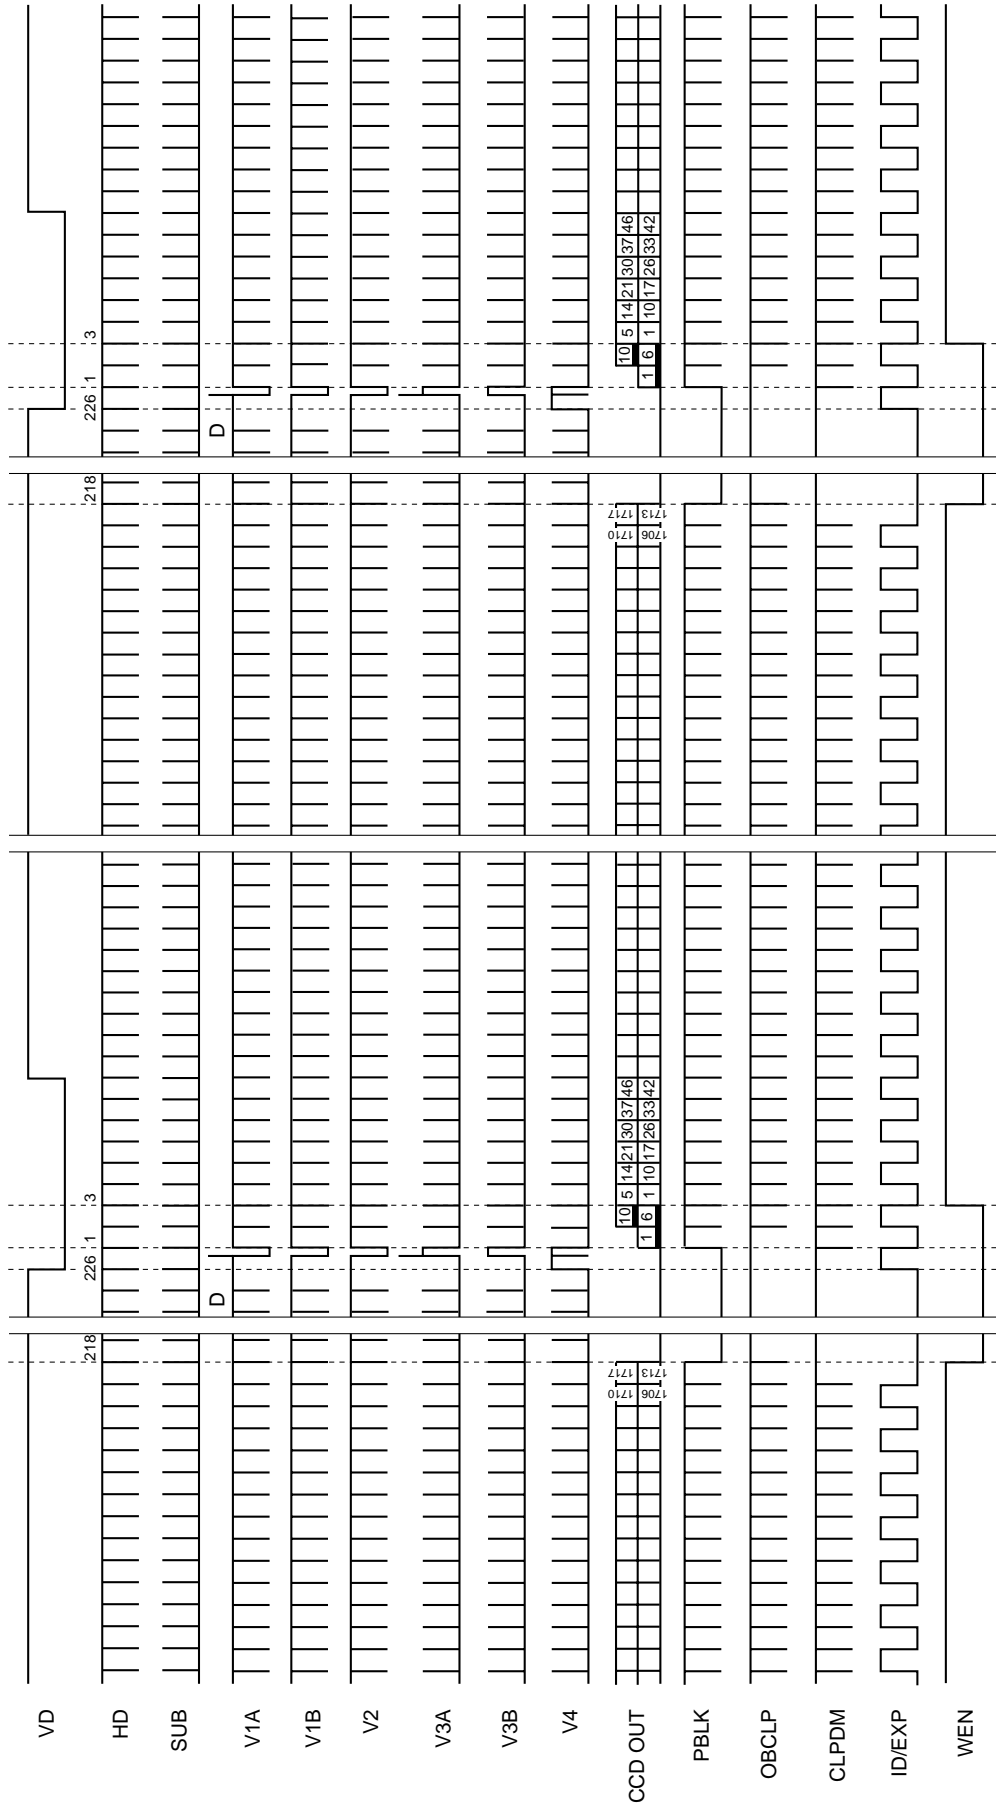 VD
218 226 1 3 218 226 1 3
HD
SUB
D D
V1A
V1B
V2
V3A
V3B
V4
1710 1717 10 5 14 21 30 37 46 1710 1717 10 5 14 21 30 37 46
CCD OUT
1706 1713 1 6 1 10 17 26 33 42 1706 1713 1 6 1 10 17 26 33 42
PBLK
OBCLP
CLPDM
ID/EXP
WEN